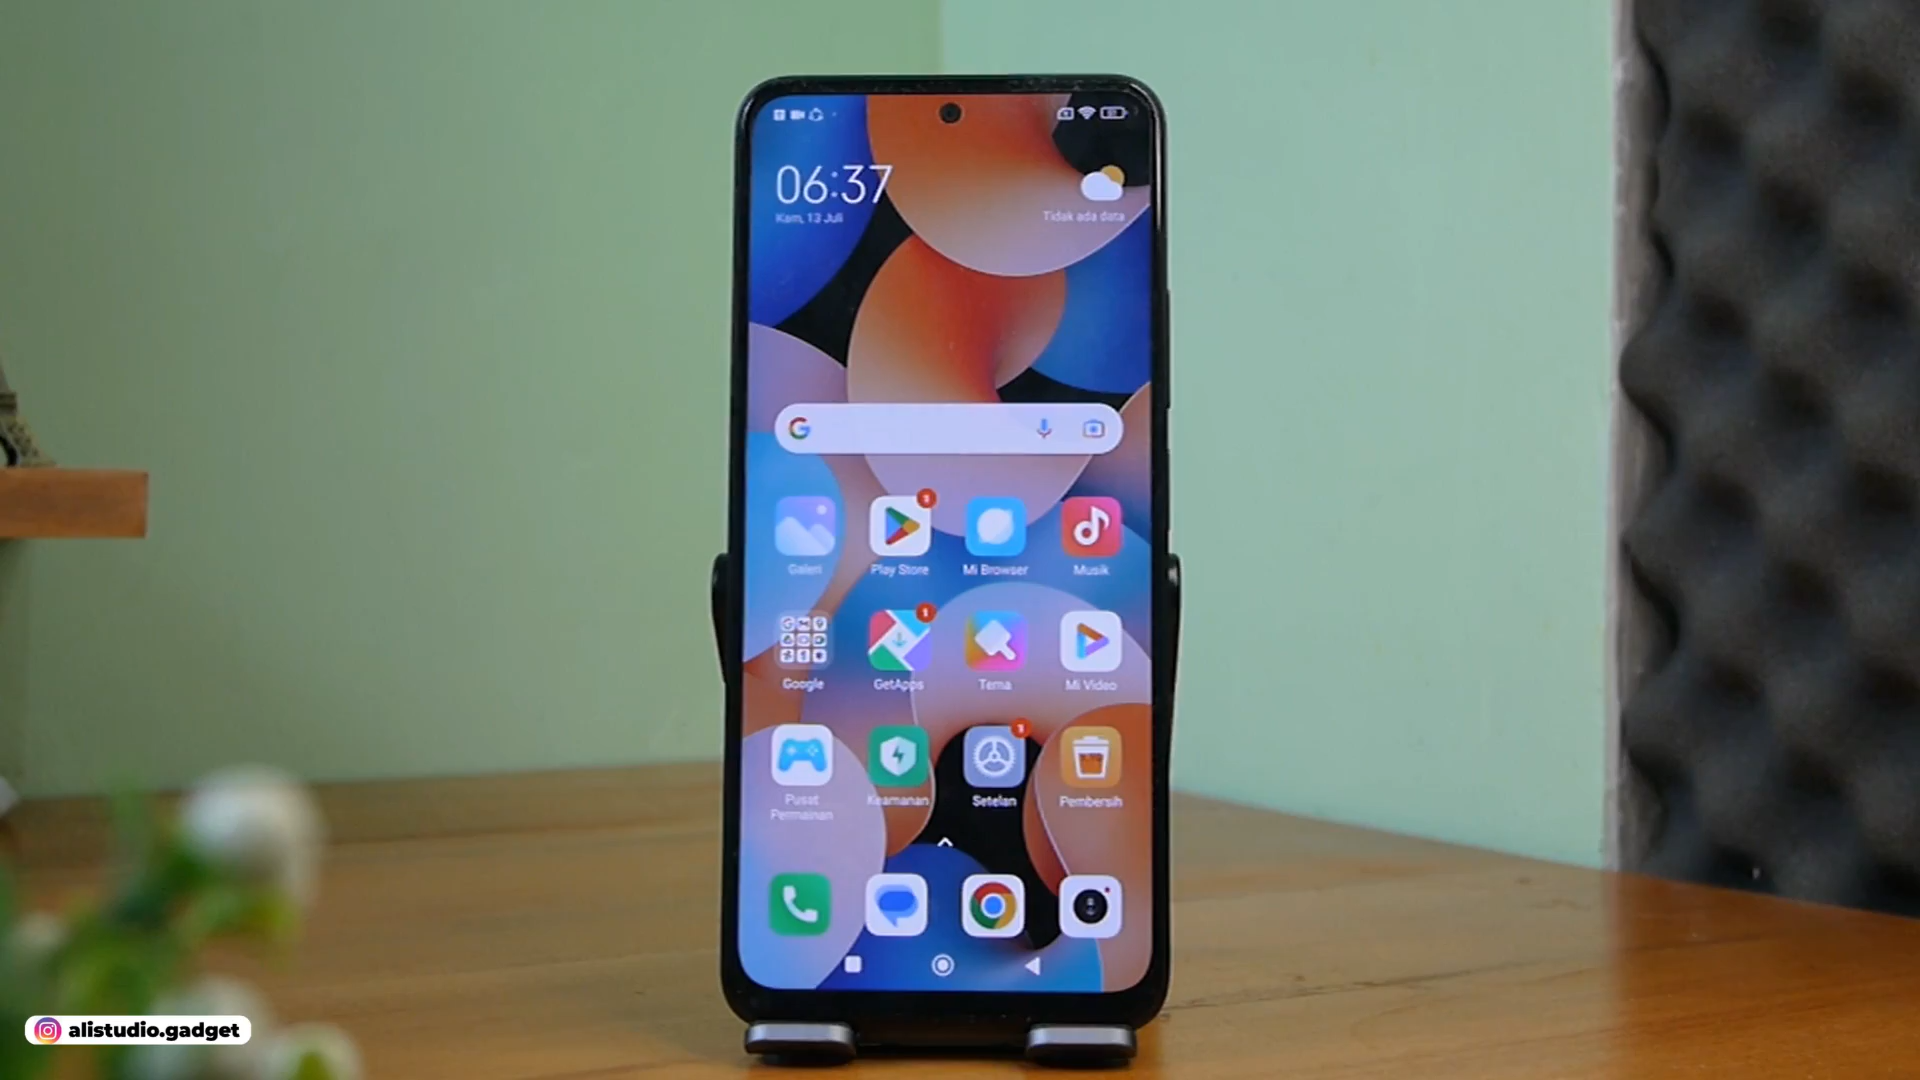 06:37
Kam, 13 Juli
Tidak ada data
Galeri
Play Store
Mi Browser
Musik
Google
GetApps
Tema
Mi Video
Pusat
Permainan
Keamanan
Setelan
Pembersih
alistudio.gadget